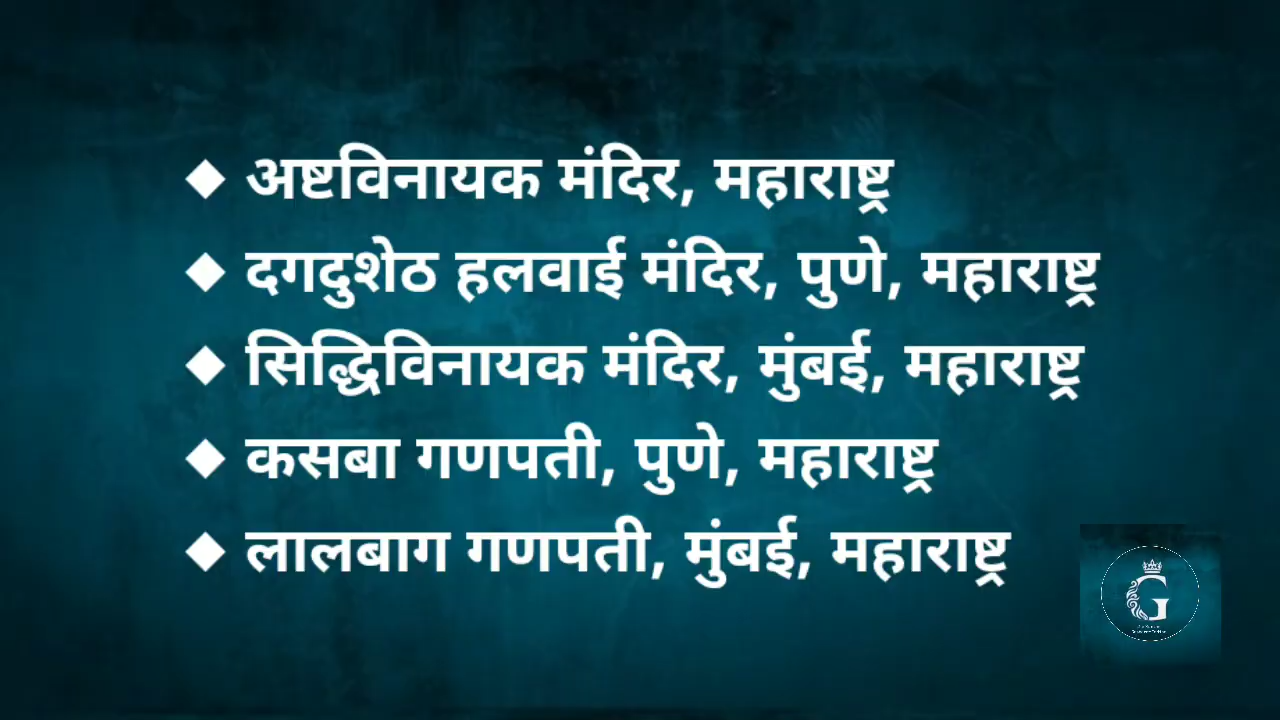 ◆ अष्टविनायक मंदिर, महाराष्ट्र
◆ दगदुशेठ हलवाई मंदिर, पुणे, महाराष्ट्र
◆ सिद्धिविनायक मंदिर, मुंबई, महाराष्ट्र
◆ कसबा गणपती, पुणे, महाराष्ट्र
◆ लालबाग गणपती, मुंबई, महाराष्ट्र
G